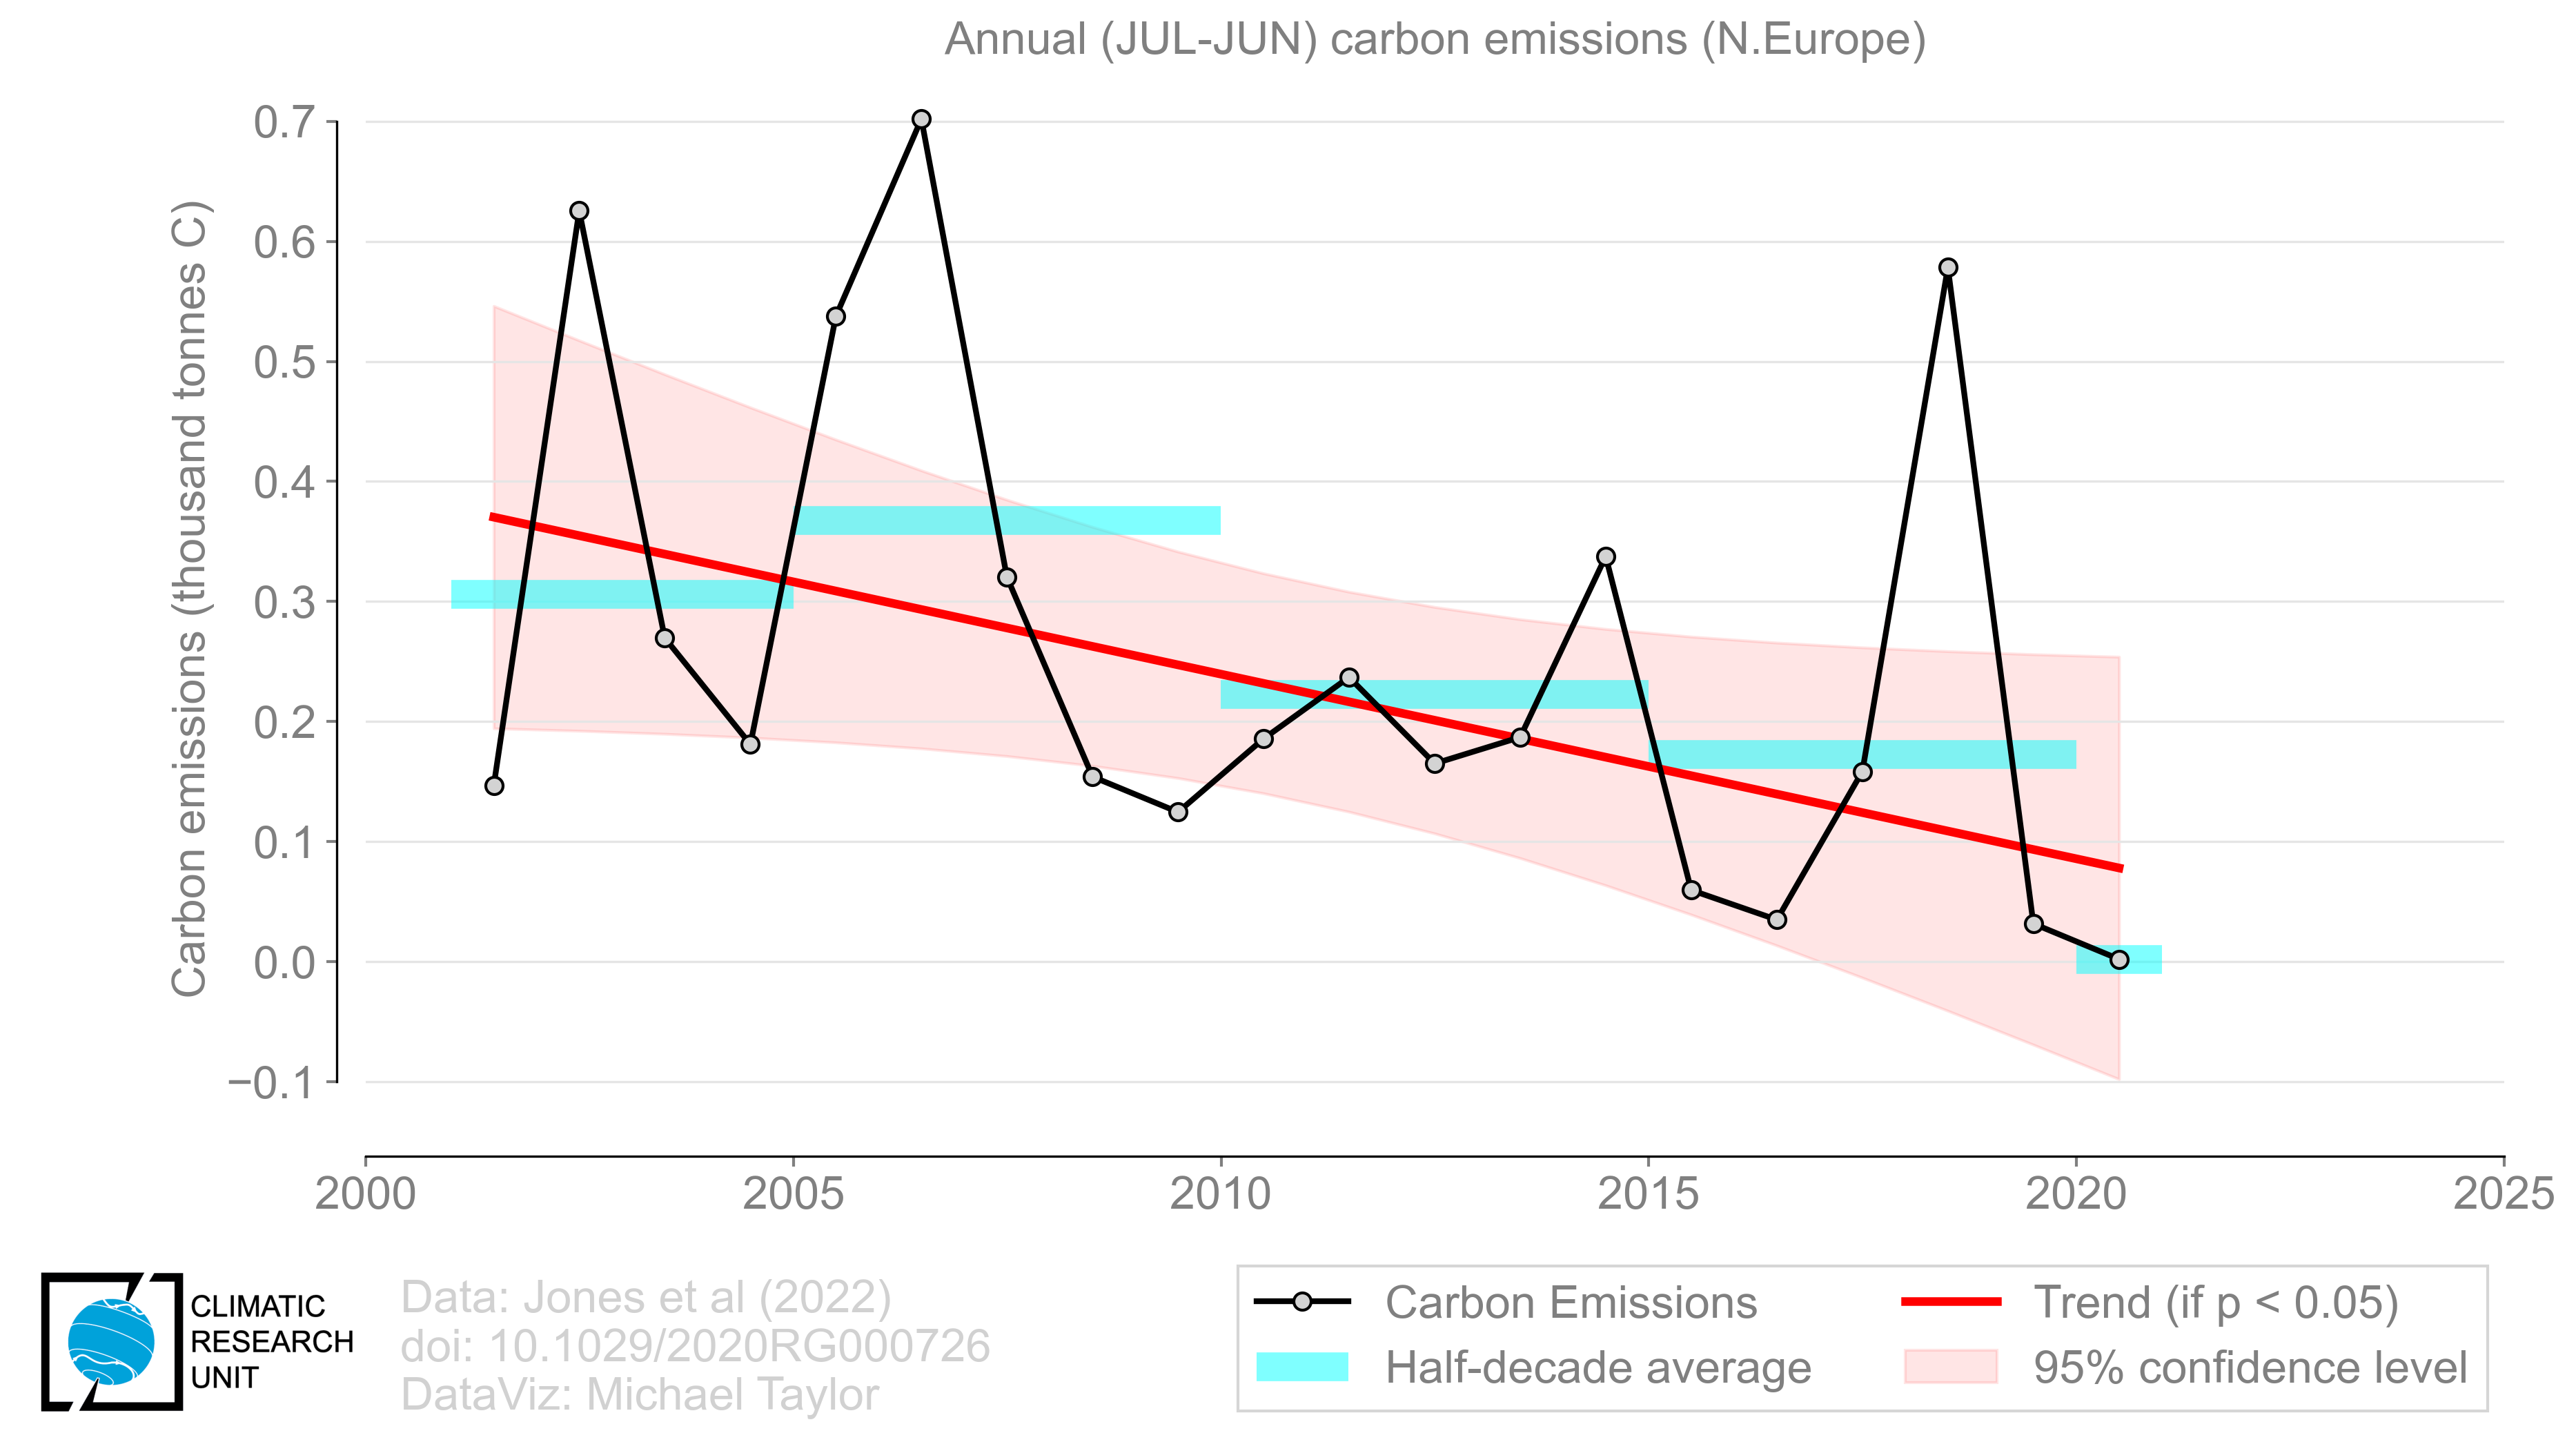 Annual (JUL-JUN) carbon emissions (N.Europe)
Carbon emissions (thousand tonnes C)
0.7
0.6
0.5
0.4
0.3
0.2
0.1
0.0
−0.1
2000 2005 2010 2015 2020 2025
CLIMATIC
RESEARCH
UNIT
Data: Jones et al (2022)
doi: 10.1029/2020RG000726
DataViz: Michael Taylor
Carbon Emissions
Half-decade average
Trend (if p < 0.05)
95% confidence level